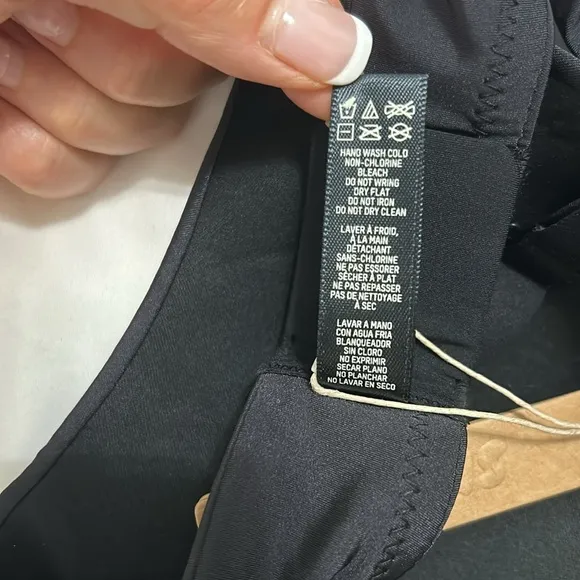 HAND WASH COLD
NON-CHLORINE
BLEACH
DO NOT WRING
DRY FLAT
DO NOT IRON
DO NOT DRY CLEAN
LAVER À FROID,
À LA MAIN
DÉTACHANT
SANS-CHLORINE
NE PAS ESSORER
SÉCHER À PLAT
NE PAS REPASSER
PAS DE NETTOYAGE
À SEC
LAVAR A MANO
CON AGUA FRIA
BLANQUEADOR
SIN CLORO
NO EXPRIMIR
SECAR PLANO
NO PLANCHAR
NO LAVAR EN SECO